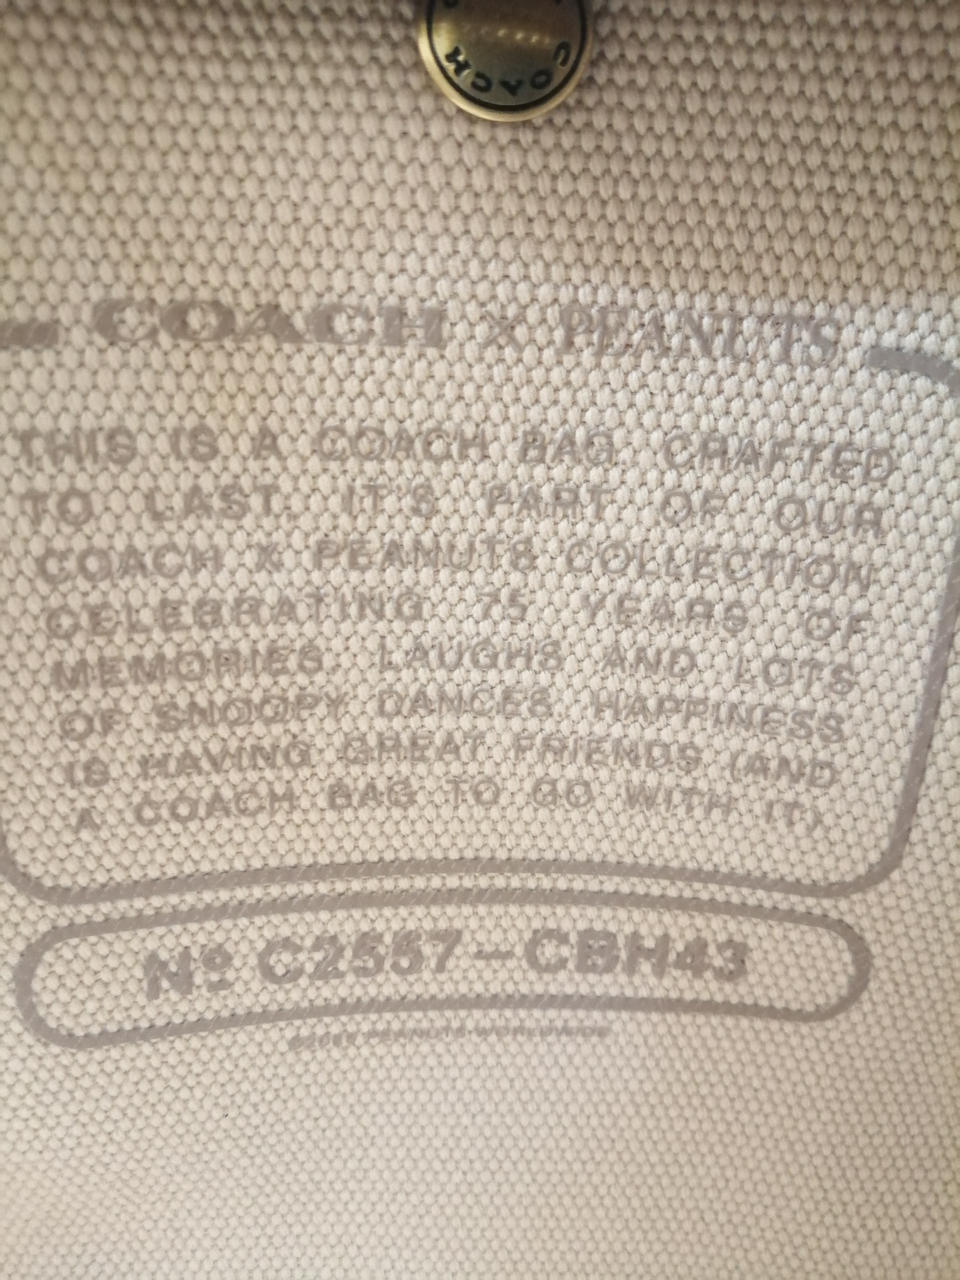 COACH
COACH × PEANUTS
THIS IS A COACH BAG. CRAFTED
TO LAST. IT'S PART OF OUR
COACH X PEANUTS COLLECTION
CELEBRATING 75 YEARS OF
MEMORIES LAUGHS AND LOTS
OF SNOOPY DANCES HAPPINESS
IS HAVING GREAT FRIENDS (AND
A COACH BAG TO GO WITH IT)
Nº C2557-CBH43
PEANUTS WORLDWIDE